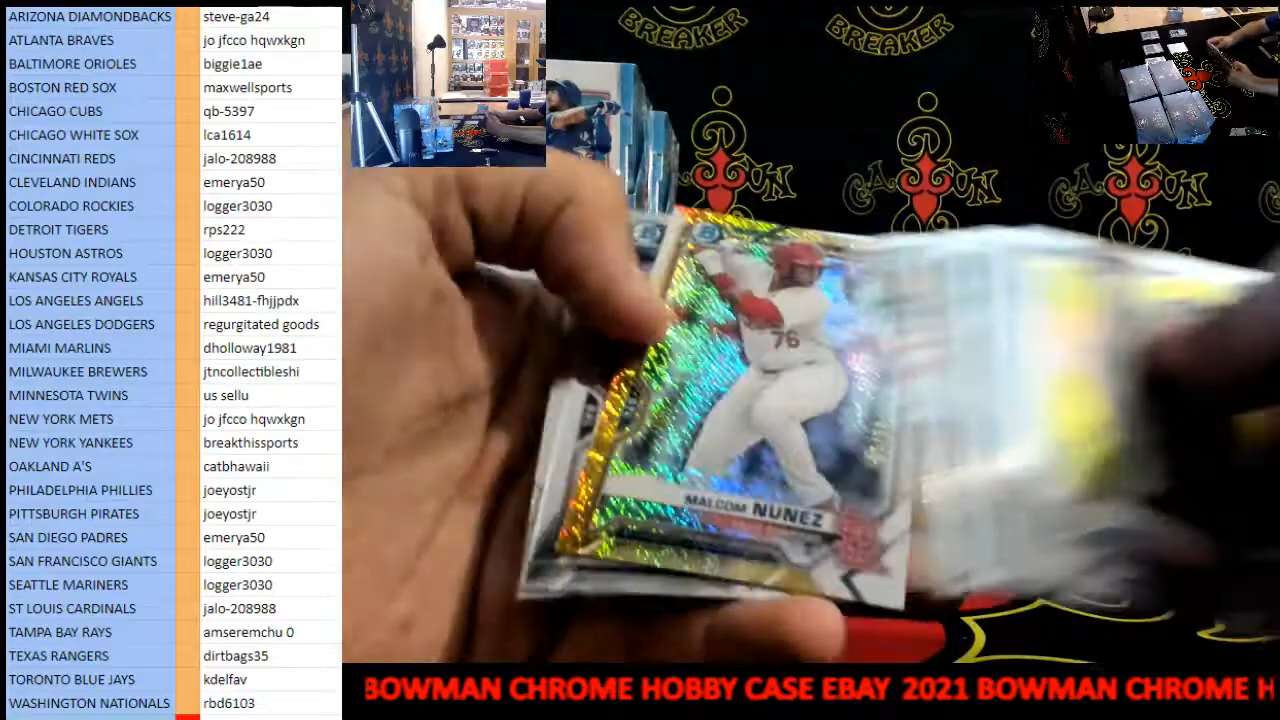 ARIZONA DIAMONDBACKS steve-ga24
ATLANTA BRAVES jo jfcco hqwxkgn
BALTIMORE ORIOLES biggie1ae
BOSTON RED SOX maxwellsports
CHICAGO CUBS qb-5397
CHICAGO WHITE SOX lca1614
CINCINNATI REDS jalo-208988
CLEVELAND INDIANS emerya50
COLORADO ROCKIES logger3030
DETROIT TIGERS rps222
HOUSTON ASTROS logger3030
KANSAS CITY ROYALS emerya50
LOS ANGELES ANGELS hill3481-fhjjpdx
LOS ANGELES DODGERS regurgitated goods
MIAMI MARLINS dholloway1981
MILWAUKEE BREWERS jtncollectibleshi
MINNESOTA TWINS us sellu
NEW YORK METS jo jfcco hqwxkgn
NEW YORK YANKEES breakthissports
OAKLAND A'S catbhawaii
PHILADELPHIA PHILLIES joeyostjr
PITTSBURGH PIRATES joeyostjr
SAN DIEGO PADRES emerya50
SAN FRANCISCO GIANTS logger3030
SEATTLE MARINERS logger3030
ST LOUIS CARDINALS jalo-208988
TAMPA BAY RAYS amseremchu 0
TEXAS RANGERS dirtbags35
TORONTO BLUE JAYS kdelfav
WASHINGTON NATIONALS rbd6103
BREAKER BREAKER
76
MALCOM NUNEZ
BOWMAN CHROME HOBBY CASE EBAY 2021 BOWMAN CHROME H